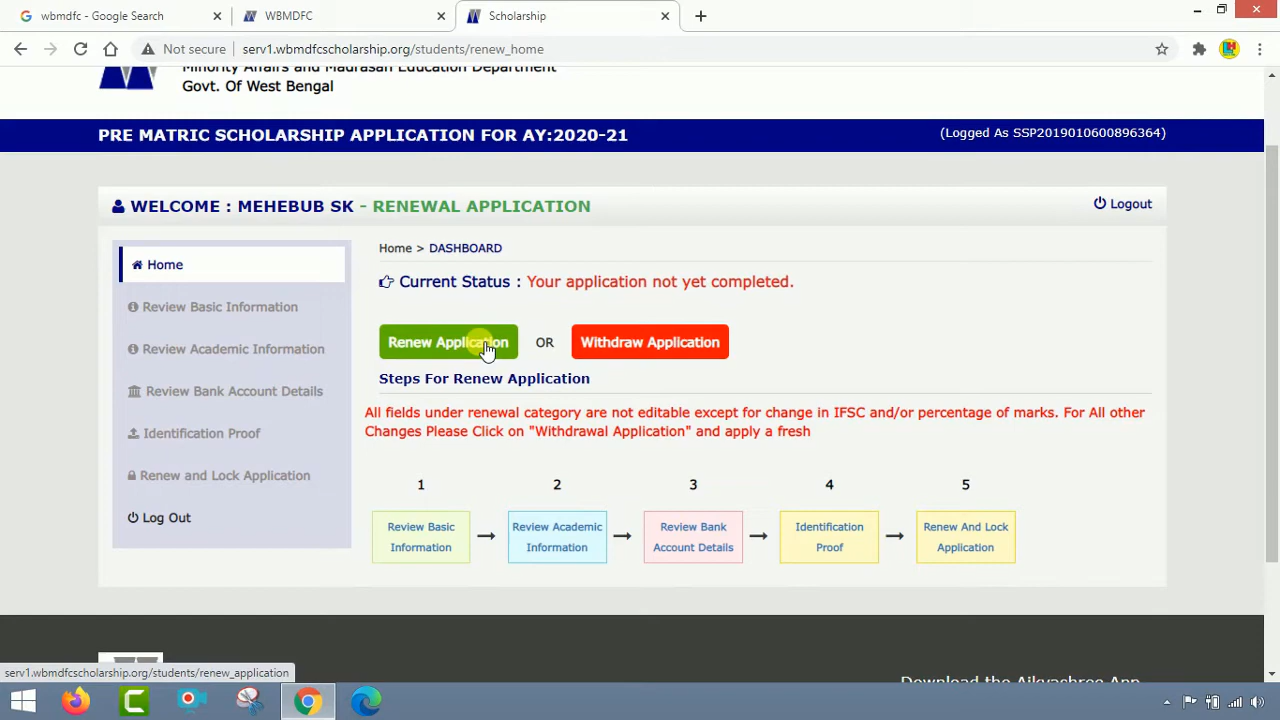 wbmdfc - Google Search
WBMDFC
Scholarship
Not secure
serv1.wbmdfcscholarship.org/students/renew_home
Minority Affairs and Madrasah Education Department
Govt. Of West Bengal
PRE MATRIC SCHOLARSHIP APPLICATION FOR AY:2020-21
(Logged As SSP2019010600896364)
WELCOME : MEHEBUB SK - RENEWAL APPLICATION
Logout
Home
Review Basic Information
Review Academic Information
Review Bank Account Details
Identification Proof
Renew and Lock Application
Log Out
Home > DASHBOARD
Current Status : Your application not yet completed.
Renew Application OR Withdraw Application
Steps For Renew Application
All fields under renewal category are not editable except for change in IFSC and/or percentage of marks. For All other
Changes Please Click on "Withdrawal Application" and apply a fresh
1 2 3 4 5
Review Basic
Information
Review Academic
Information
Review Bank
Account Details
Identification
Proof
Renew And Lock
Application
serv1.wbmdfcscholarship.org/students/renew_application
Download the Aikyashree App